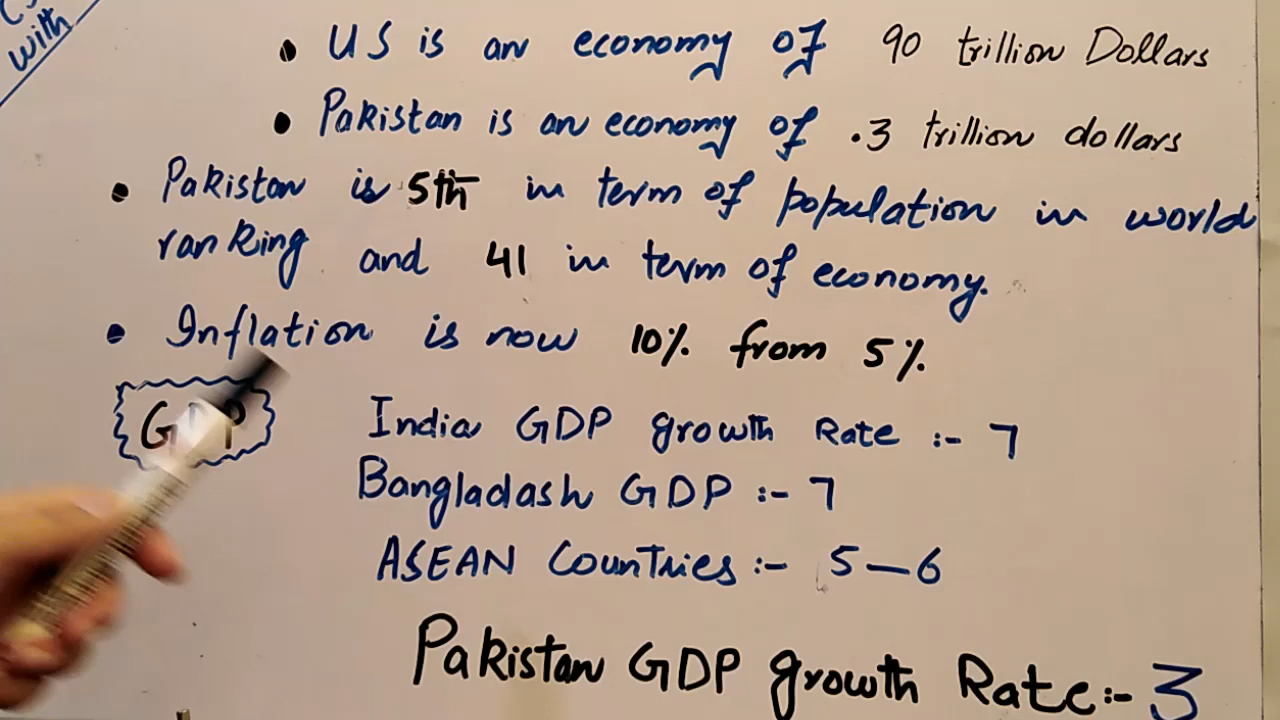 with
• US is an economy of 90 trillion Dollars
• Pakistan is an economy of .3 trillion dollars
• Pakistan is 5th in term of population in world
ranking and 41 in term of economy.
• Inflation is now 10% from 5%
GDP India GDP growth Rate :- 7
Bangladash GDP :- 7
ASEAN Countries :- 5 — 6
Pakistan GDP growth Rate :- 3